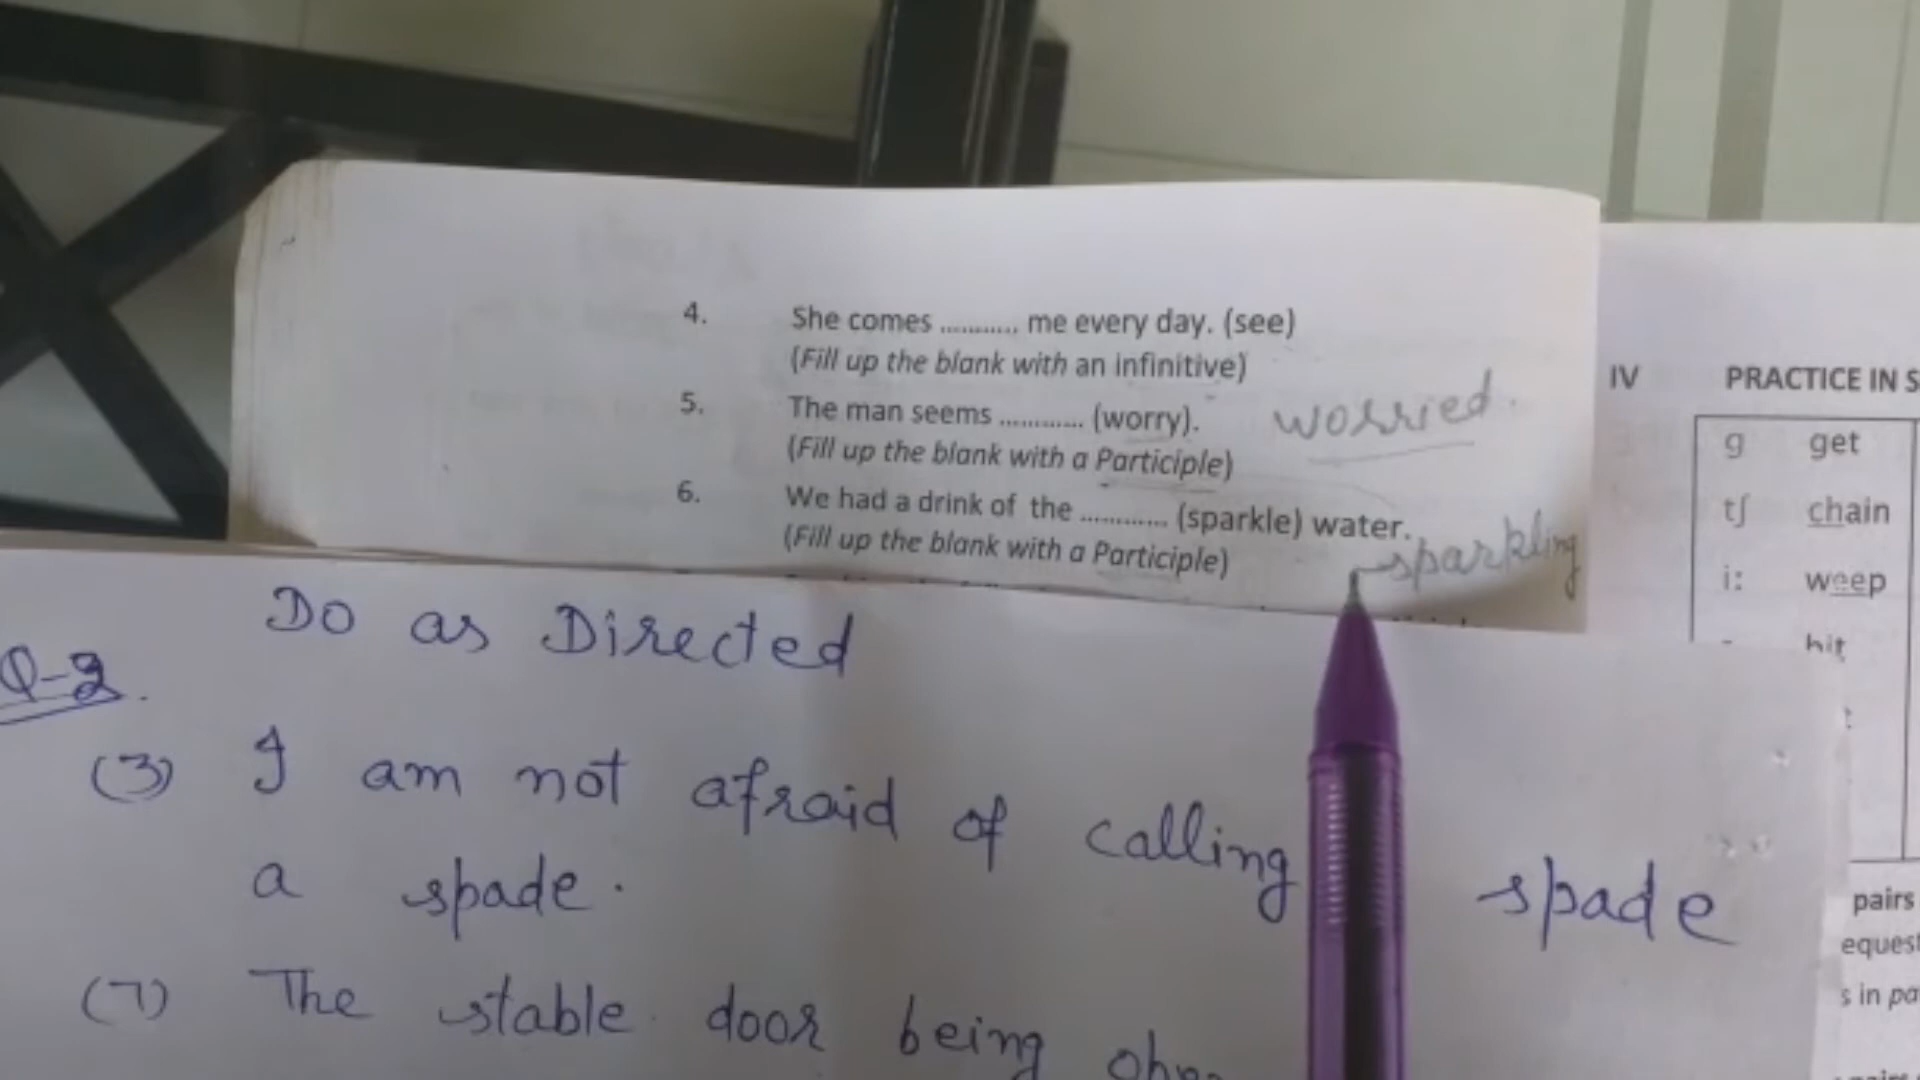 4. She comes ........... me every day. (see)
(Fill up the blank with an infinitive)
5. The man seems ............ (worry). worried.
(Fill up the blank with a Participle)
6. We had a drink of the ............ (sparkle) water.
(Fill up the blank with a Participle) sparkling
IV PRACTICE IN S
g get
tʃ chain
i: weep
hit
pairs
equest
s in pa
Do as Directed
Q-2.
(3) I am not afraid of calling spade
a spade.
(7) The stable door being